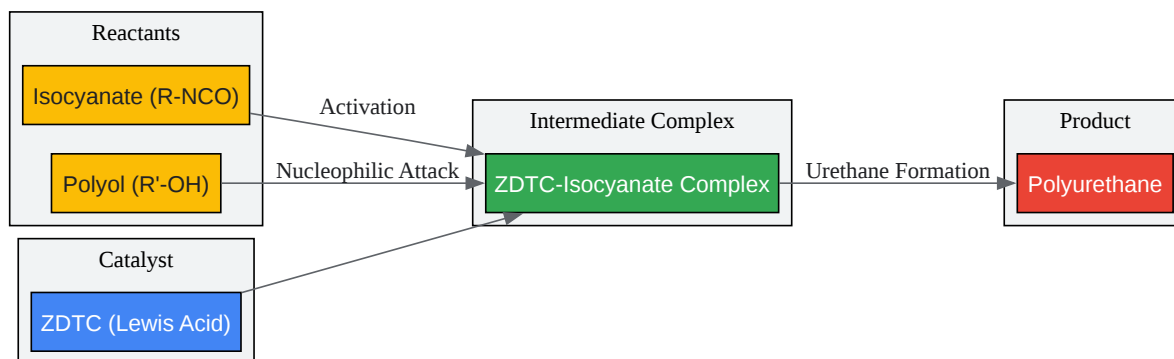 Reactants
Isocyanate (R-NCO)
Polyol (R'-OH)
Catalyst
ZDTC (Lewis Acid)
Activation
Nucleophilic Attack
Intermediate Complex
ZDTC-Isocyanate Complex
Urethane Formation
Product
Polyurethane